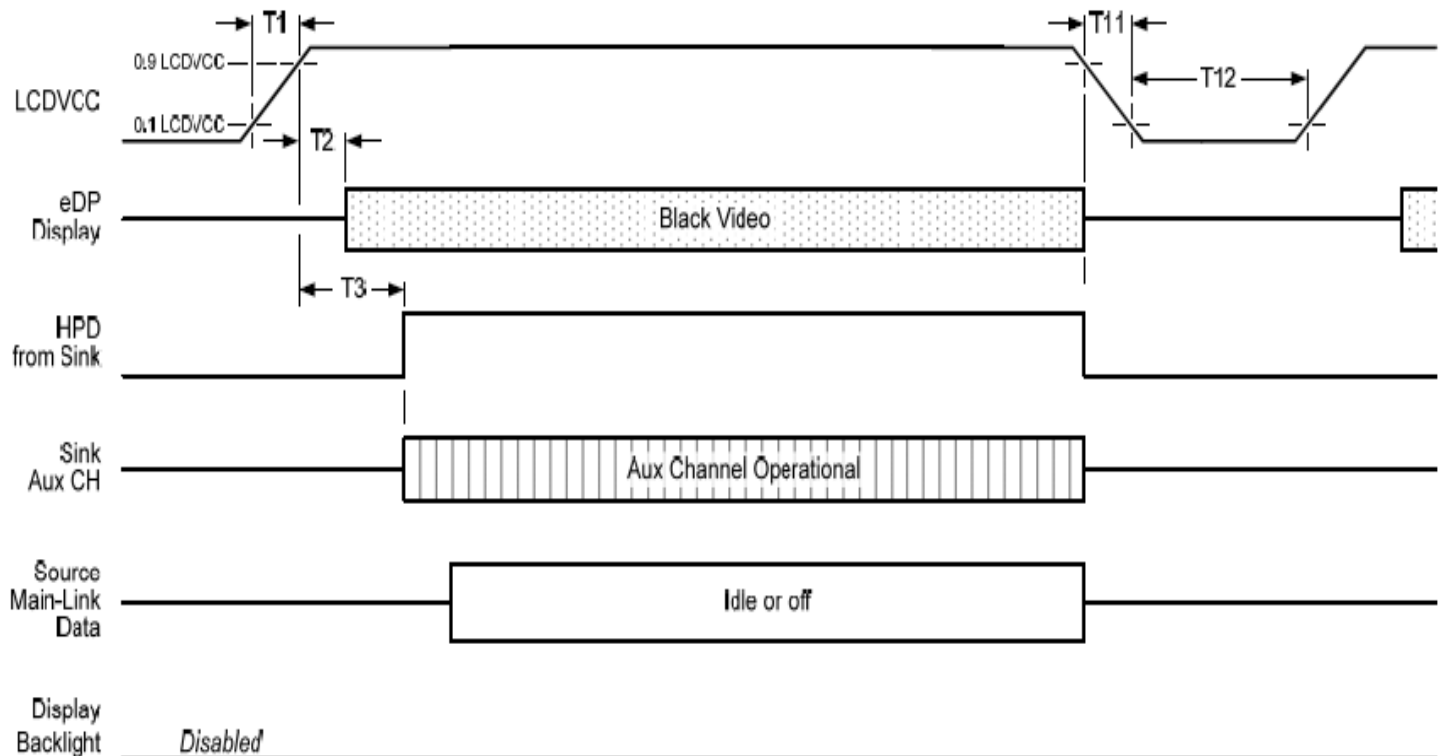 T1
T11
0.9 LCDVCC
LCDVCC
T12
0.1 LCDVCC
T2
eDP
Display
Black Video
T3
HPD
from Sink
Sink
Aux CH
Aux Channel Operational
Source
Main-Link
Data
Idle or off
Display
Backlight
Disabled